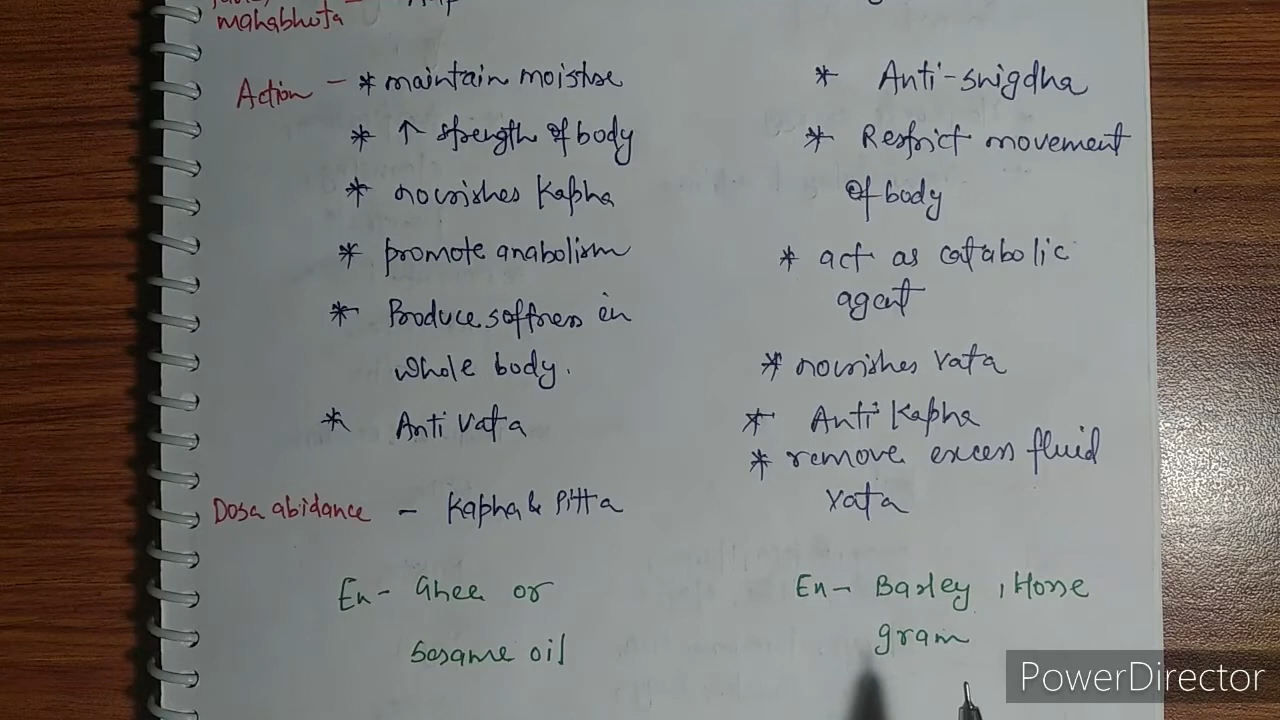 mahabhuta -
Action - * maintain moistuse * Anti-snigdha
* ↑ strength of body * Restrict movement
of body
* nourishes Kapha
* promote anabolism * act as catabolic
agent
* Produce softness in
whole body. * nourishes vata
* Anti vata * Anti Kapha
* remove excess fluid
Dosa abidance - Kapha & Pitta vata
Ex- Ghee or Ex- Barley, Horse
sesame oil gram
PowerDirector